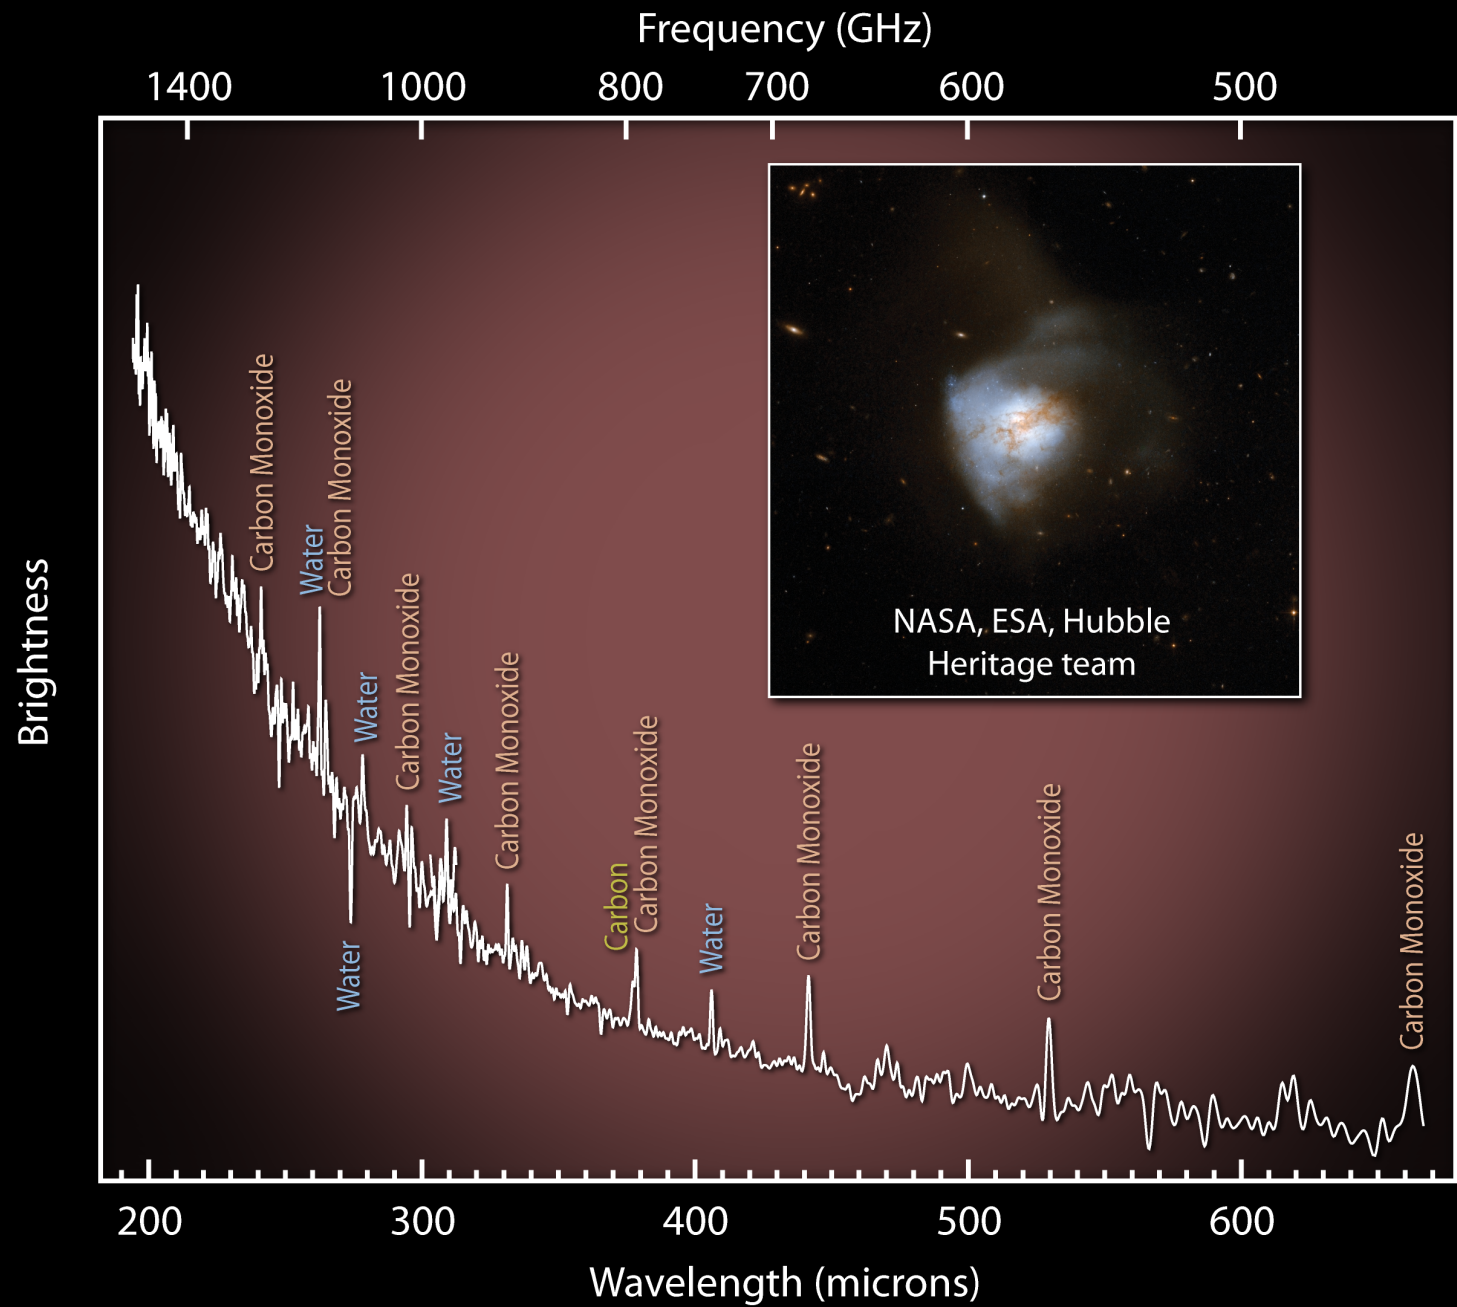 Frequency (GHz)
1400 1000 800 700 600 500
Carbon Monoxide
Water
Carbon Monoxide
Water
Water
Carbon Monoxide
Water
Carbon Monoxide
Carbon
Carbon Monoxide
Water
Carbon Monoxide
Carbon Monoxide
Carbon Monoxide
NASA, ESA, Hubble
Heritage team
Brightness
200 300 400 500 600
Wavelength (microns)